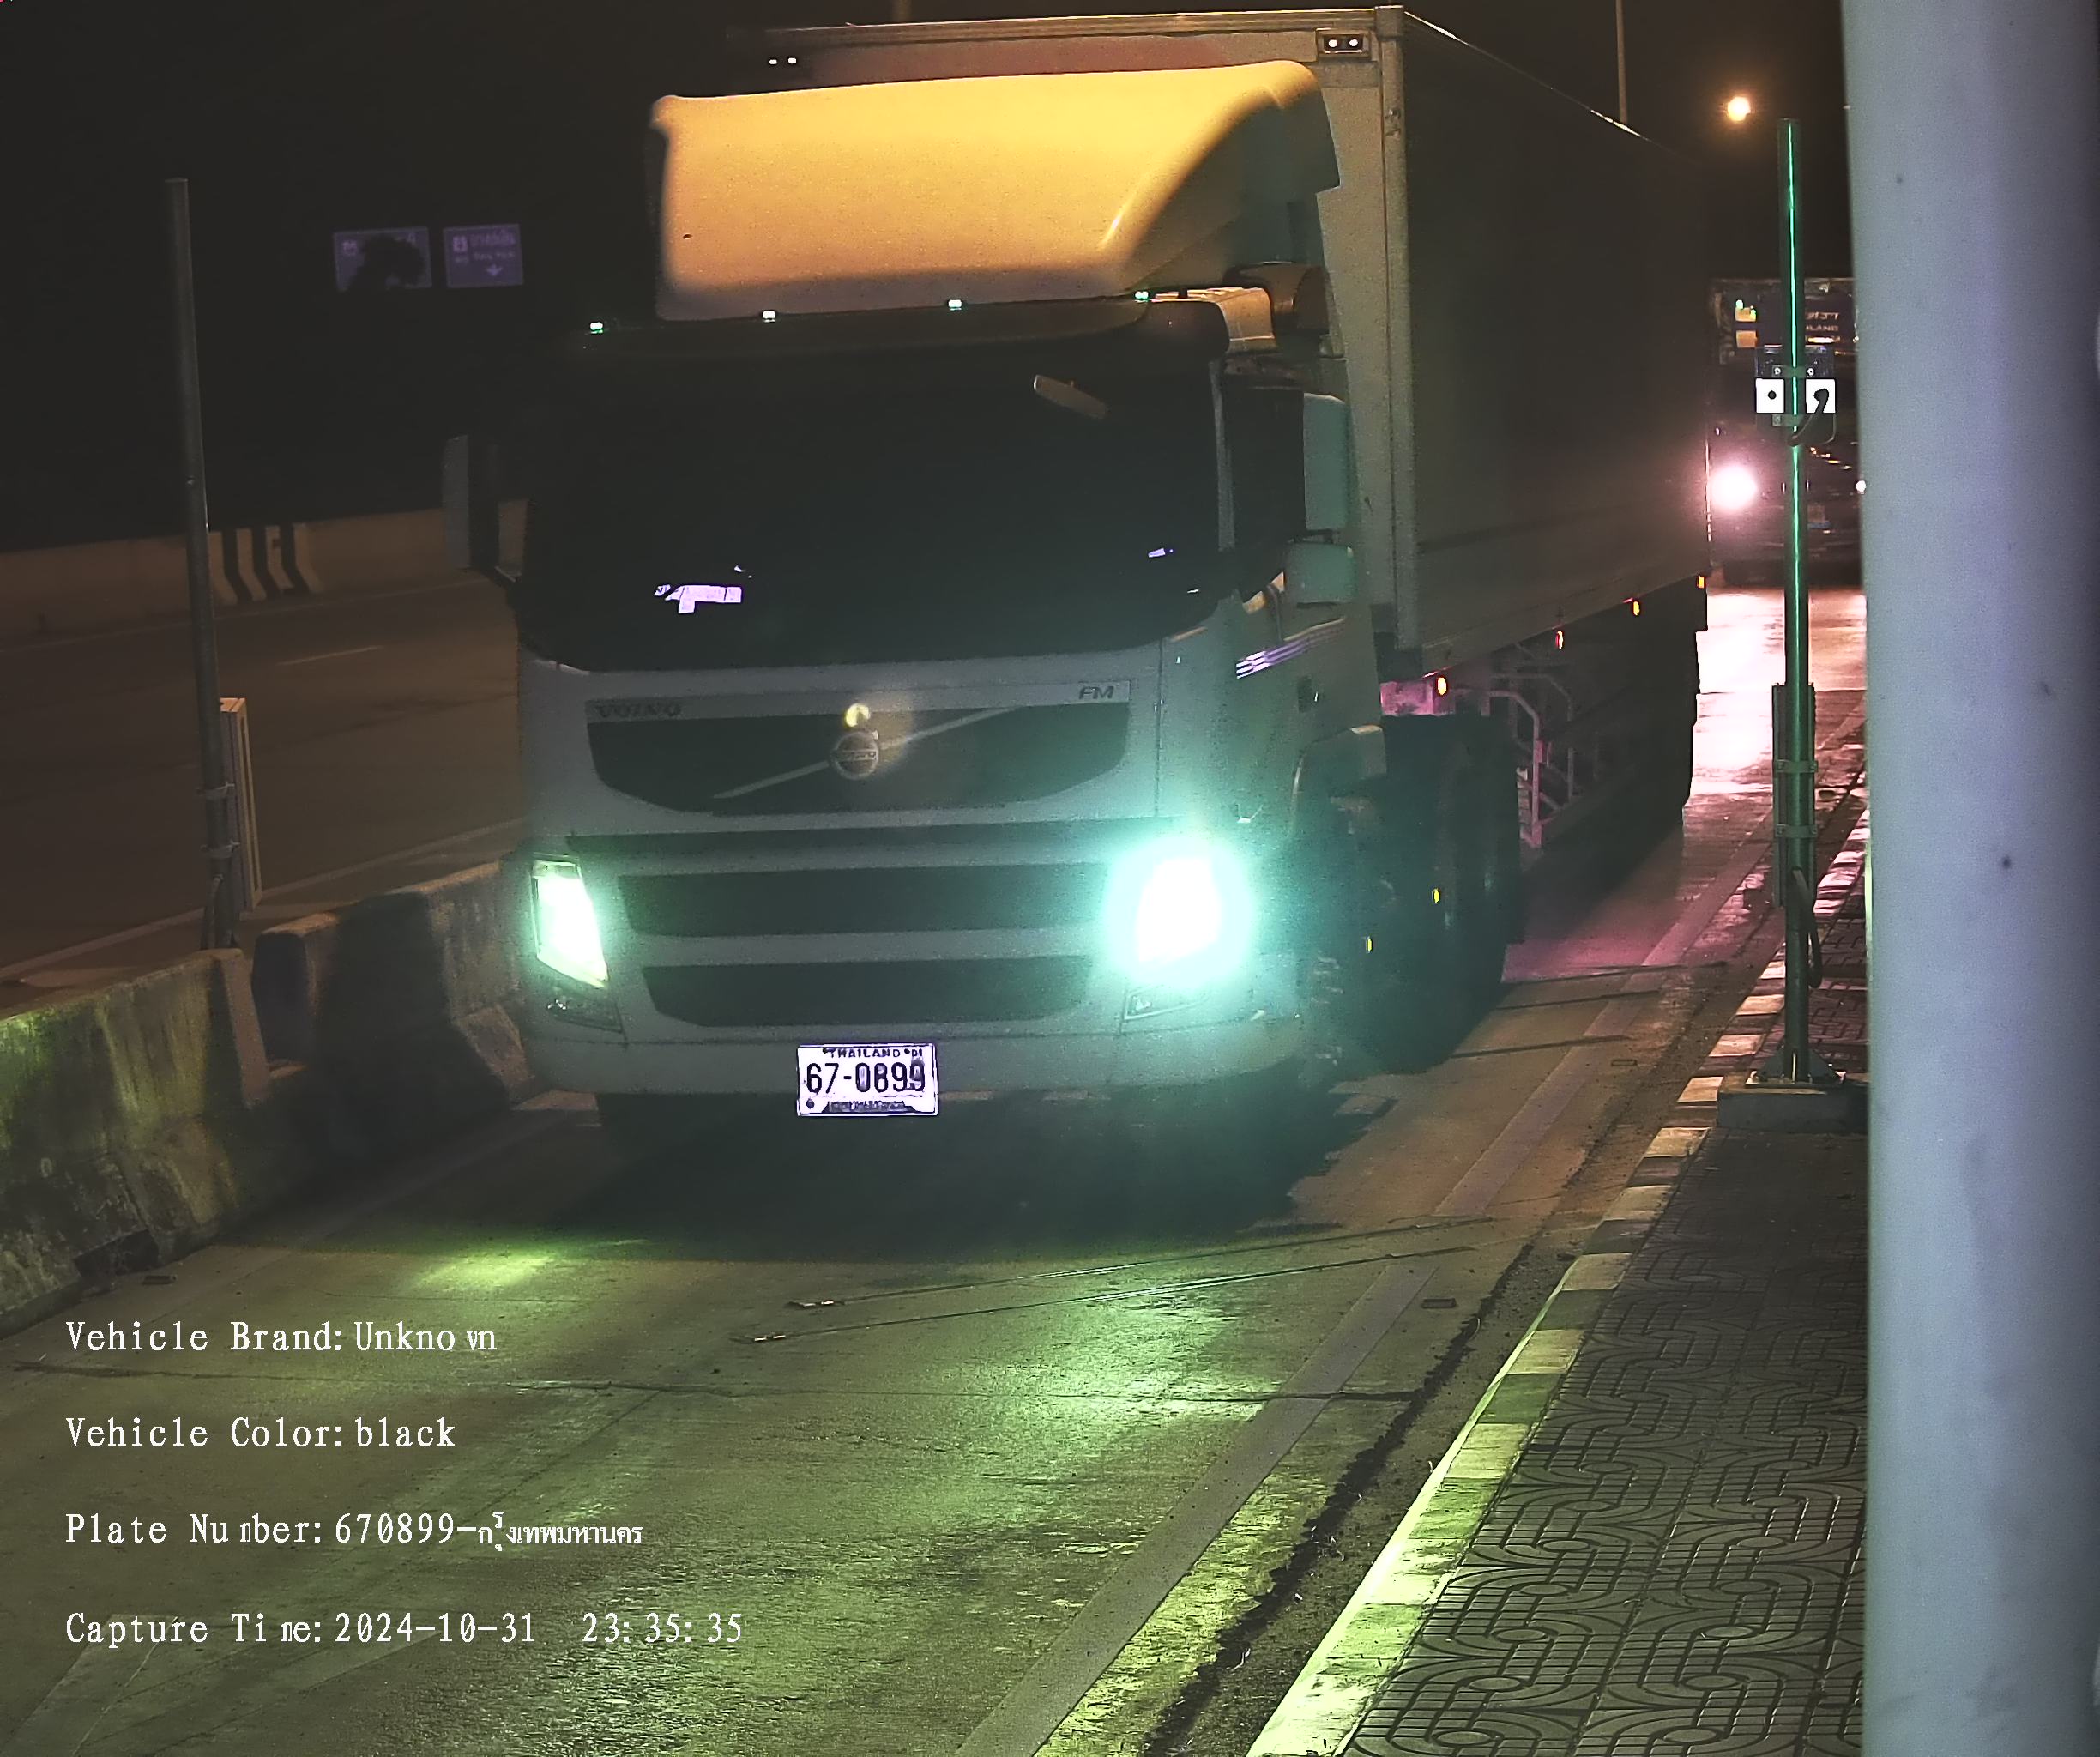 VOLVO
FM
THAILAND 01
67-0899
Vehicle Brand:Unknown
Vehicle Color:black
Plate Number:670899-กรุงเทพมหานคร
Capture Time:2024-10-31 23:35:35